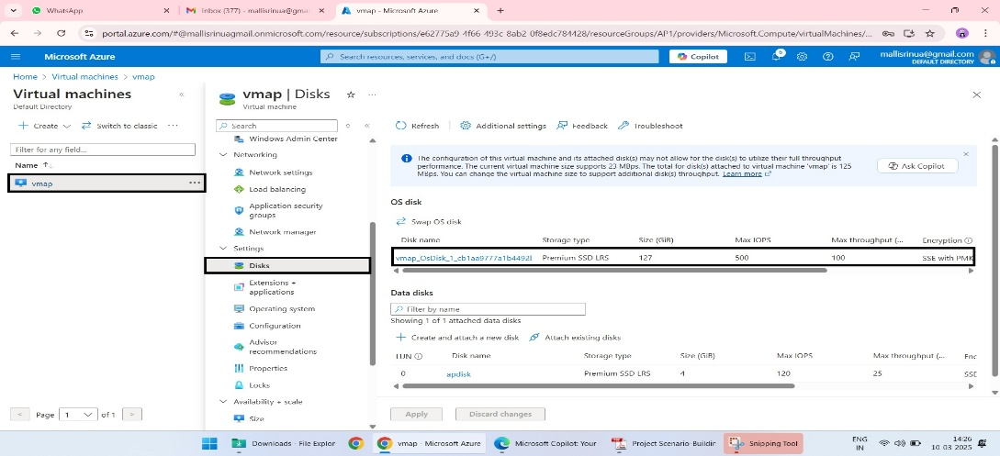 WhatsApp
Inbox (377) - mallisrinua@gmai
vmap - Microsoft Azure
portal.azure.com/#@mallisrinuagmail.onmicrosoft.com/resource/subscriptions/e62775a9-4f66-493c-8ab2-0f8edc784428/resourceGroups/AP1/providers/Microsoft.Compute/virtualMachines/...
Microsoft Azure
Search resources, services, and docs (G+/)
Copilot
6
mallisrinua@gmail.com
DEFAULT DIRECTORY
Home > Virtual machines > vmap
Virtual machines
Default Directory
Create
Switch to classic
Filter for any field...
Name
vmap
Page 1 of 1
vmap | Disks
Virtual machine
Search
Windows Admin Center
Networking
Network settings
Load balancing
Application security
groups
Network manager
Settings
Disks
Extensions +
applications
Operating system
Configuration
Advisor
recommendations
Properties
Locks
Availability + scale
Size
Refresh
Additional settings
Feedback
Troubleshoot
The configuration of this virtual machine and its attached disk(s) may not allow for the disk(s) to utilize their full throughput
performance. The current virtual machine size supports 23 MBps. The total for disk(s) attached to virtual machine 'vmap' is 125
MBps. You can change the virtual machine size to support additional disk(s) throughput. Learn more
Ask Copilot
OS disk
Swap OS disk
Disk name Storage type Size (GiB) Max IOPS Max throughput (... Encryption
vmap_OsDisk_1_cb1aa9777a1b4492l Premium SSD LRS 127 500 100 SSE with PMK
Data disks
Filter by name
Showing 1 of 1 attached data disks
Create and attach a new disk
Attach existing disks
LUN Disk name Storage type Size (GiB) Max IOPS Max throughput (... Enc
0 apdisk Premium SSD LRS 4 120 25 SSE
Apply
Discard changes
Downloads - File Explor
vmap - Microsoft Azure
Microsoft Copilot: Your
Project Scenario-Buildir
Snipping Tool
ENG
IN
14:26
10-03-2025